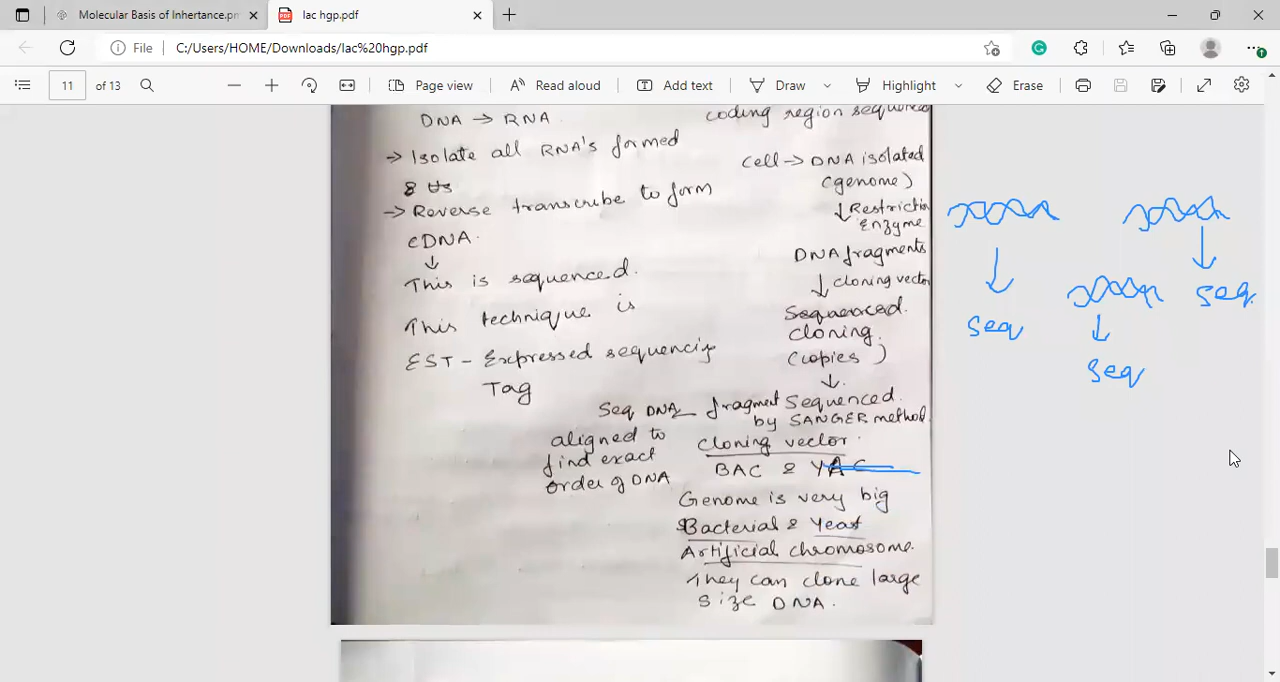 Molecular Basis of Inhertance.pr
lac hgp.pdf
File
C:/Users/HOME/Downloads/lac%20hgp.pdf
11 of 13
Page view
Read aloud
Add text
Draw
Highlight
Erase
DNA → RNA
→ Isolate all RNA's formed
→ Reverse transcribe to form
cDNA.
↓
This is sequenced.
This technique is
EST - Expressed sequencing
Tag
coding region sequence
cell → DNA isolated
(genome)
↓ Restriction
Enzyme
DNA fragments
↓ cloning vector
Sequenced.
cloning.
(copies)
↓
Seq DNA fragment sequenced
by SANGER method.
aligned to
find exact
order of DNA
cloning vector.
BAC & YAC
Genome is very big
Bacterial & Yeast
Artificial chromosome.
They can clone large
size DNA.
↓
seq
↓
seq
↓
seq